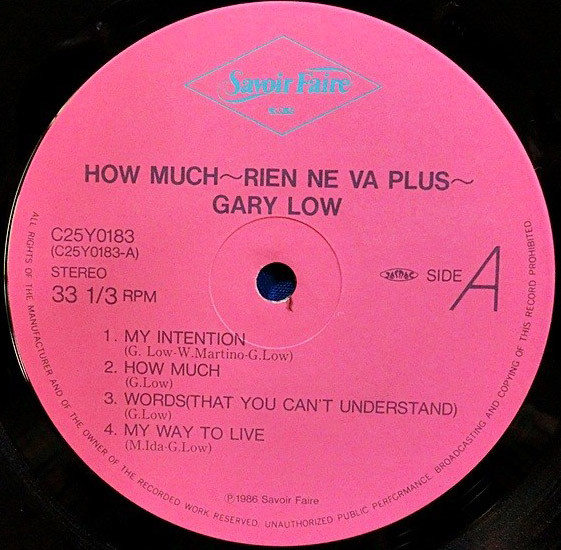 Savoir Faire
HOW MUCH～RIEN NE VA PLUS～
GARY LOW
C25Y0183
(C25Y0183-A)
STEREO
33 1/3 RPM
JASRAC
SIDE A
1. MY INTENTION
(G. Low-W.Martino-G.Low)
2. HOW MUCH
(G.Low)
3. WORDS(THAT YOU CAN'T UNDERSTAND)
(G.Low)
4. MY WAY TO LIVE
(M.Ida-G.Low)
Ⓟ1986 Savoir Faire
ALL RIGHTS OF THE MANUFACTURER AND OF THE OWNER OF THE RECORDED WORK RESERVED. UNAUTHORIZED PUBLIC PERFORMANCE, BROADCASTING AND COPYING OF THIS RECORD PROHIBITED.